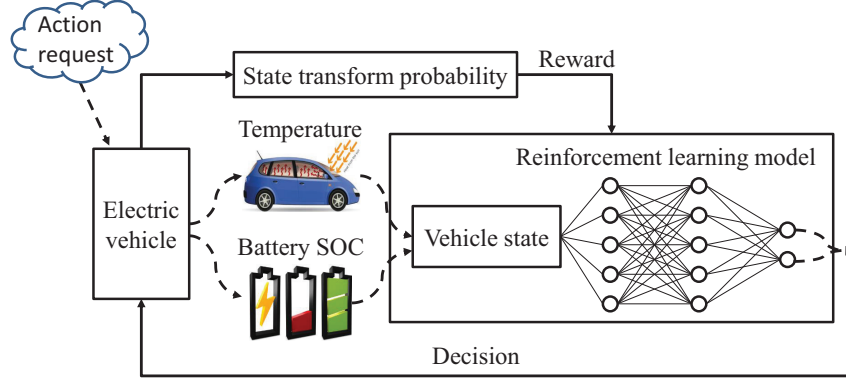 Action
request
State transform probability
Reward
Temperature
Reinforcement learning model
Electric
vehicle
Vehicle state
Battery SOC
Decision